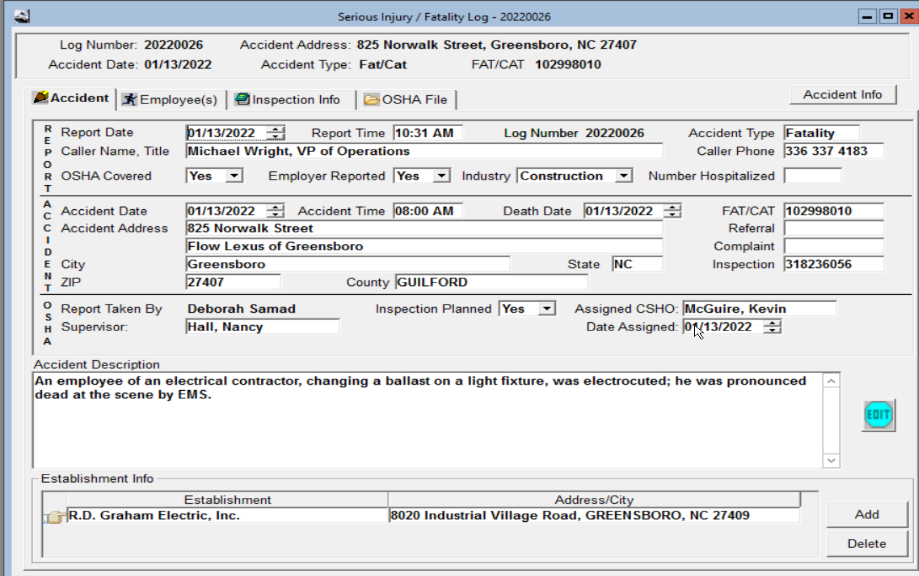 Serious Injury / Fatality Log - 20220026
Log Number: 20220026 Accident Address: 825 Norwalk Street, Greensboro, NC 27407
Accident Date: 01/13/2022 Accident Type: Fat/Cat FAT/CAT 102998010
Accident Employee(s) Inspection Info OSHA File Accident Info
REPORT
Report Date 01/13/2022 Report Time 10:31 AM Log Number 20220026 Accident Type Fatality
Caller Name, Title Michael Wright, VP of Operations Caller Phone 336 337 4183
OSHA Covered Yes Employer Reported Yes Industry Construction Number Hospitalized
ACCIDENT
Accident Date 01/13/2022 Accident Time 08:00 AM Death Date 01/13/2022 FAT/CAT 102998010
Accident Address 825 Norwalk Street Referral
Flow Lexus of Greensboro Complaint
City Greensboro State NC Inspection 318236056
ZIP 27407 County GUILFORD
OSHA
Report Taken By Deborah Samad Inspection Planned Yes Assigned CSHO: McGuire, Kevin
Supervisor: Hall, Nancy Date Assigned: 01/13/2022
Accident Description
An employee of an electrical contractor, changing a ballast on a light fixture, was electrocuted; he was pronounced
dead at the scene by EMS.
EDIT
Establishment Info
Establishment Address/City
R.D. Graham Electric, Inc. 8020 Industrial Village Road, GREENSBORO, NC 27409
Add
Delete